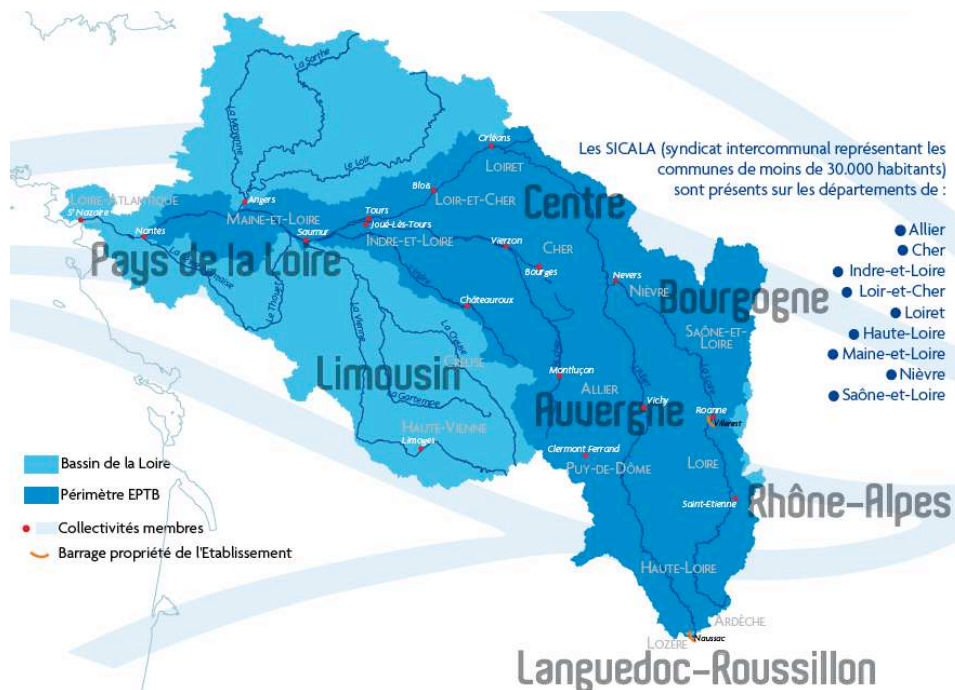 La Sarthe
La Mayenne
Le Loir
Orléans
LOIRET
Les SICALA (syndicat intercommunal représentant les
communes de moins de 30.000 habitants)
sont présents sur les départements de :
Allier
Cher
Indre-et-Loire
Loir-et-Cher
Loiret
Haute-Loire
Maine-et-Loire
Nièvre
Saône-et-Loire
Blois
LOIR-ET-CHER
Centre
LOIRE-ATLANTIQUE
St Nazaire
Angers
MAINE-ET-LOIRE
Tours
Joué-Lès-Tours
Saumur
INDRE-ET-LOIRE
Nantes
Pays de la Loire
Vierzon
CHER
Bourges
Nevers
NIÈVRE
Bourgogne
Le Thouet
Châteauroux
SAÔNE-ET-LOIRE
La Vienne
La Creuse
CREUSE
Limousin
La Loire
Montluçon
ALLIER
La Gartempe
Auvergne
Vichy
Roanne
Villerest
HAUTE-VIENNE
Limoges
Clermont Ferrand
PUY-DE-DÔME
LOIRE
Bassin de la Loire
Périmètre EPTB
Saint-Etienne
Rhône-Alpes
Collectivités membres
Barrage propriété de l'Etablissement
HAUTE-LOIRE
ARDÈCHE
Naussac
LOZÈRE
Languedoc-Roussillon